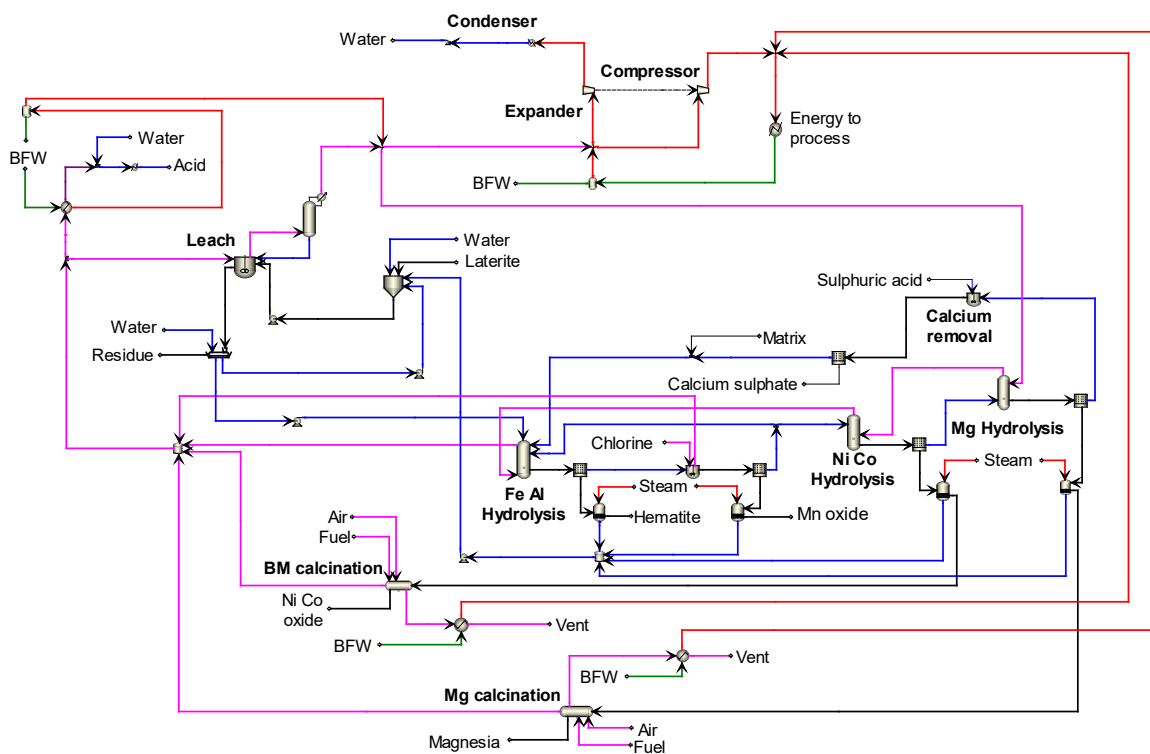 Condenser
Water
Compressor
Expander
Energy to
process
Water
BFW
Acid
BFW
Leach
Water
Laterite
Sulphuric acid
Calcium
removal
Water
Residue
Matrix
Calcium sulphate
Mg Hydrolysis
Chlorine
Ni Co
Hydrolysis
Steam
Steam
Fe Al
Hydrolysis
Hematite
Mn oxide
Air
Fuel
BM calcination
Ni Co
oxide
Vent
BFW
Vent
BFW
Mg calcination
Air
Magnesia
Fuel